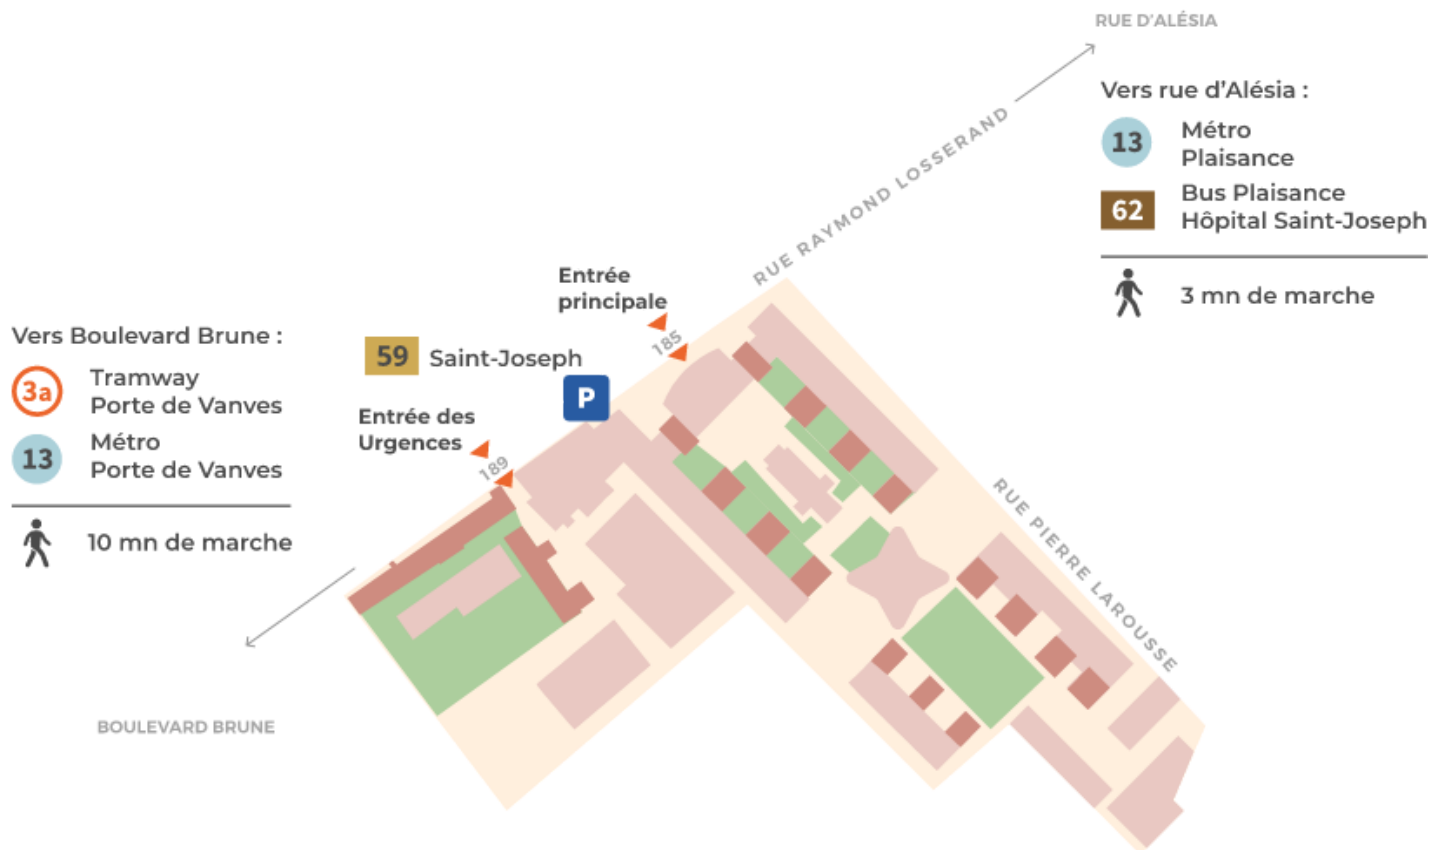 RUE D'ALÉSIA
Vers rue d'Alésia :
13
Métro
Plaisance
62
Bus Plaisance
Hôpital Saint-Joseph
3 mn de marche
RUE RAYMOND LOSSERAND
Entrée
principale
185
59
Saint-Joseph
P
Entrée des
Urgences
189
Vers Boulevard Brune :
3a
Tramway
Porte de Vanves
13
Métro
Porte de Vanves
10 mn de marche
RUE PIERRE LAROUSSE
BOULEVARD BRUNE